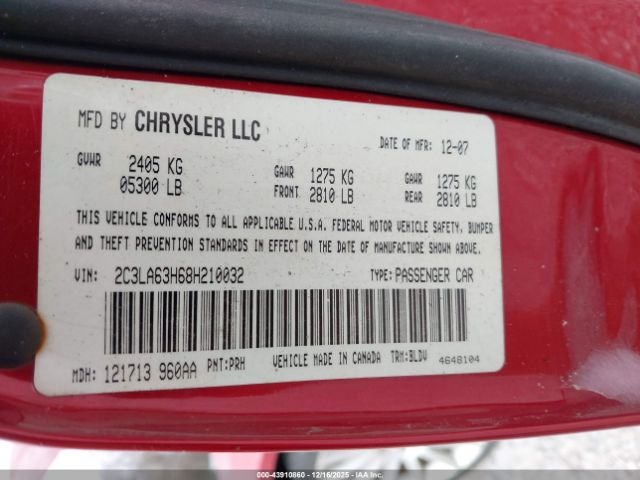 MFD BY CHRYSLER LLC DATE OF MFR: 12-07
GVWR 2405 KG GAWR 1275 KG GAWR 1275 KG
05300 LB FRONT 2810 LB REAR 2810 LB
THIS VEHICLE CONFORMS TO ALL APPLICABLE U.S.A. FEDERAL MOTOR VEHICLE SAFETY, BUMPER
AND THEFT PREVENTION STANDARDS IN EFFECT ON THE DATE OF MANUFACTURE SHOWN ABOVE.
VIN: 2C3LA63H68H210032 TYPE: PASSENGER CAR
MDH: 121713 960AA PNT:PRH VEHICLE MADE IN CANADA TRM:BLDV 4648104
000-43910860 - 12/16/2025 - IAAI.COM